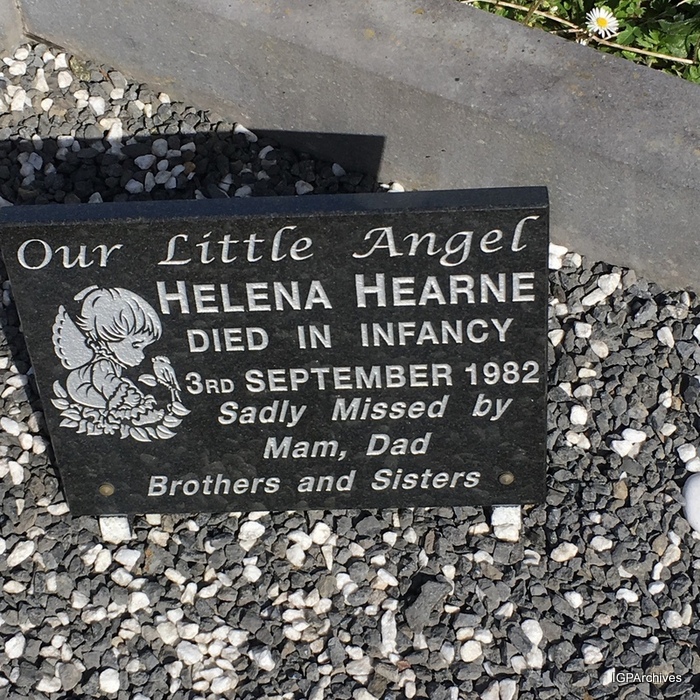 Our Little Angel
HELENA HEARNE
DIED IN INFANCY
3RD SEPTEMBER 1982
Sadly Missed by
Mam, Dad
Brothers and Sisters
IGPArchives